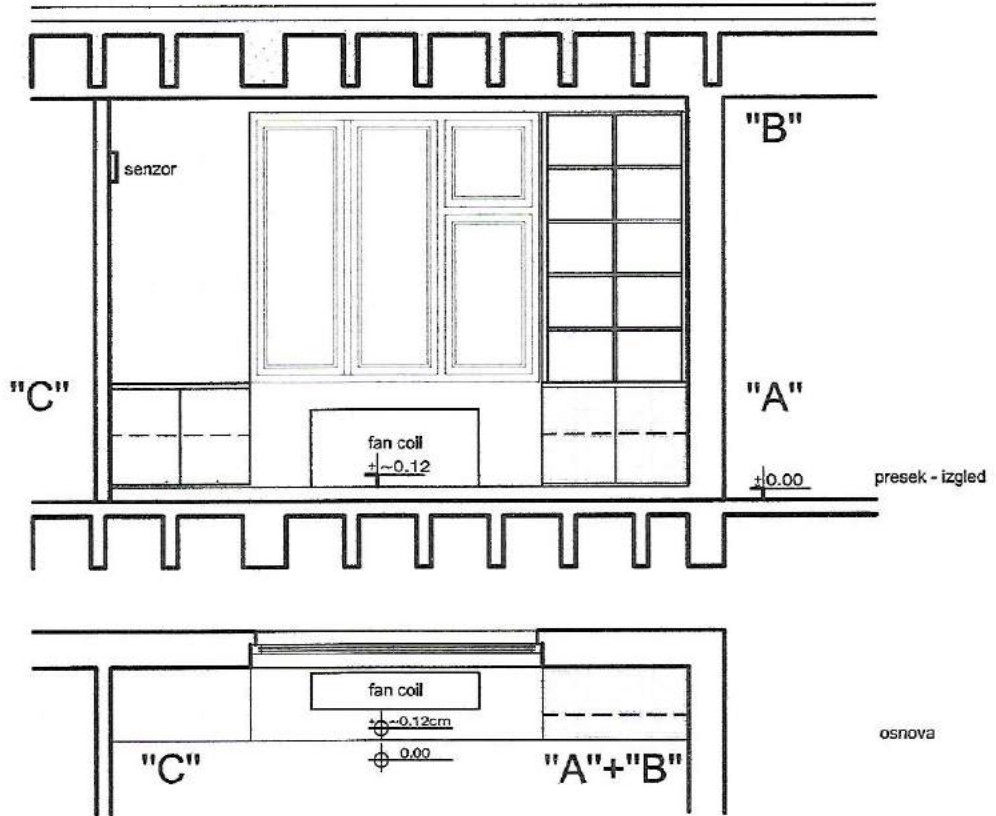 "B"
senzor
"C"
"A"
fan coil
±~0.12
±0.00
presek - izgled
fan coil
±~0.12cm
0.00
osnova
"C"
"A"+"B"